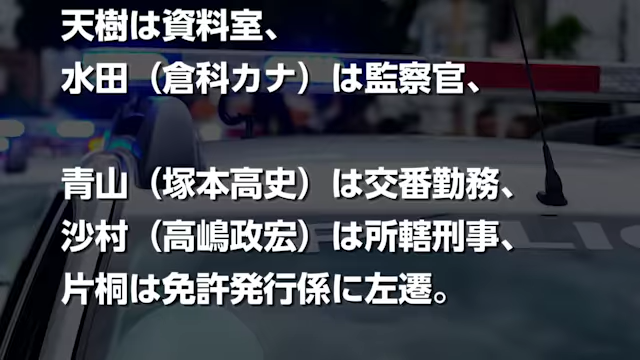 天樹は資料室、
水田（倉科カナ）は監察官、
青山（塚本高史）は交番勤務、
沙村（高嶋政宏）は所轄刑事、
片桐は免許発行係に左遷。